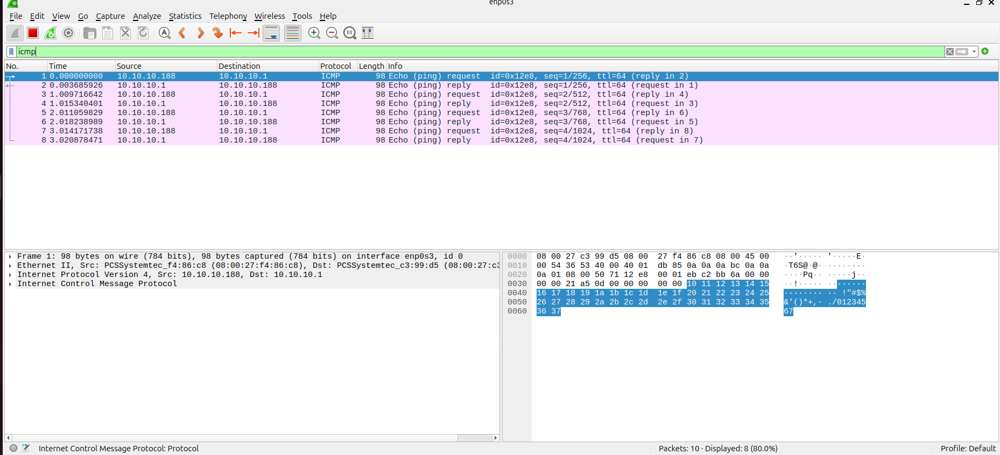 enp0s3
File Edit View Go Capture Analyze Statistics Telephony Wireless Tools Help
icmp
No. Time Source Destination Protocol Length Info
1 0.000000000 10.10.10.188 10.10.10.1 ICMP 98 Echo (ping) request id=0x12e8, seq=1/256, ttl=64 (reply in 2)
2 0.003685926 10.10.10.1 10.10.10.188 ICMP 98 Echo (ping) reply id=0x12e8, seq=1/256, ttl=64 (request in 1)
3 1.009716642 10.10.10.188 10.10.10.1 ICMP 98 Echo (ping) request id=0x12e8, seq=2/512, ttl=64 (reply in 4)
4 1.015340401 10.10.10.1 10.10.10.188 ICMP 98 Echo (ping) reply id=0x12e8, seq=2/512, ttl=64 (request in 3)
5 2.011059829 10.10.10.188 10.10.10.1 ICMP 98 Echo (ping) request id=0x12e8, seq=3/768, ttl=64 (reply in 6)
6 2.018238989 10.10.10.1 10.10.10.188 ICMP 98 Echo (ping) reply id=0x12e8, seq=3/768, ttl=64 (request in 5)
7 3.014171738 10.10.10.188 10.10.10.1 ICMP 98 Echo (ping) request id=0x12e8, seq=4/1024, ttl=64 (reply in 8)
8 3.020878471 10.10.10.1 10.10.10.188 ICMP 98 Echo (ping) reply id=0x12e8, seq=4/1024, ttl=64 (request in 7)
Frame 1: 98 bytes on wire (784 bits), 98 bytes captured (784 bits) on interface enp0s3, id 0
Ethernet II, Src: PCSSystemtec_f4:86:c8 (08:00:27:f4:86:c8), Dst: PCSSystemtec_c3:99:d5 (08:00:27:c3
Internet Protocol Version 4, Src: 10.10.10.188, Dst: 10.10.10.1
Internet Control Message Protocol
0000 08 00 27 c3 99 d5 08 00 27 f4 86 c8 08 00 45 00 ··'····· '·····E·
0010 00 54 36 53 40 00 40 01 db 85 0a 0a 0a bc 0a 0a ·T6S@·@· ········
0020 0a 01 08 00 50 71 12 e8 00 01 eb c2 bb 6a 00 00 ····Pq·· ·····j··
0030 00 00 21 a5 0d 00 00 00 00 00 10 11 12 13 14 15 ··!····· ········
0040 16 17 18 19 1a 1b 1c 1d 1e 1f 20 21 22 23 24 25 ········ ·· !"#$%
0050 26 27 28 29 2a 2b 2c 2d 2e 2f 30 31 32 33 34 35 &'()*+,- ./012345
0060 36 37 67
Internet Control Message Protocol: Protocol
Packets: 10 · Displayed: 8 (80.0%)
Profile: Default